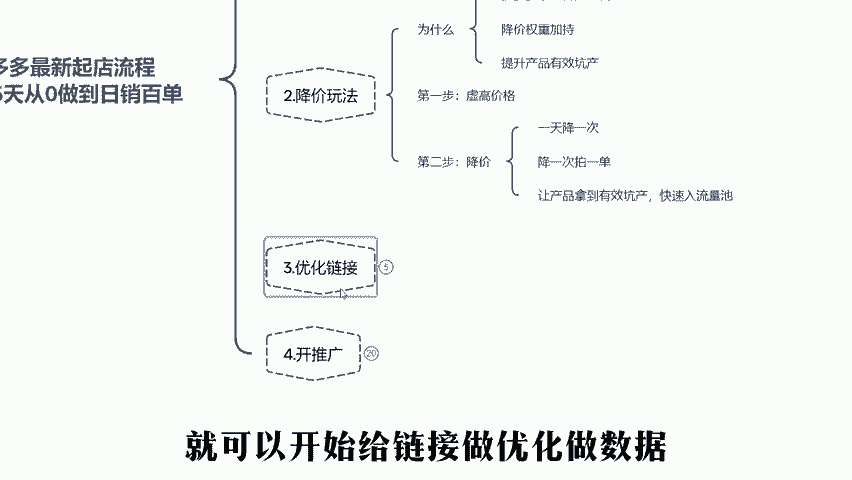 为什么
降价权重加持
提升产品有效坑产
多多最新起店流程
5天从0做到日销百单
2.降价玩法
第一步：虚高价格
一天降一次
第二步：降价
降一次拍一单
让产品拿到有效坑产，快速入流量池
3.优化链接
5
4.开推广
20
就可以开始给链接做优化做数据